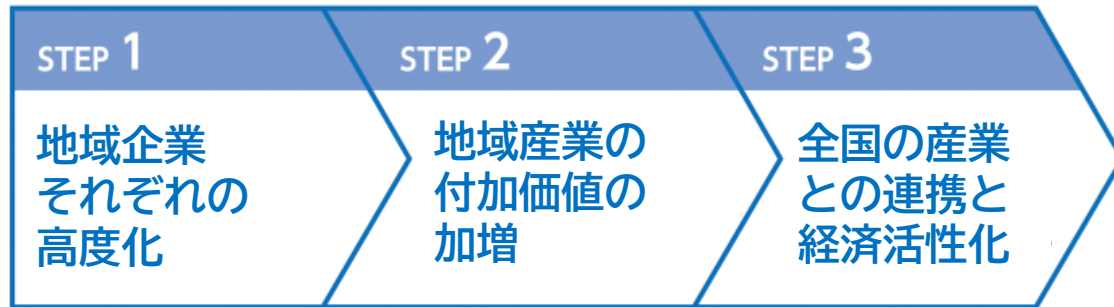 STEP 1
地域企業
それぞれの
高度化
STEP 2
地域産業の
付加価値の
加増
STEP 3
全国の産業
との連携と
経済活性化